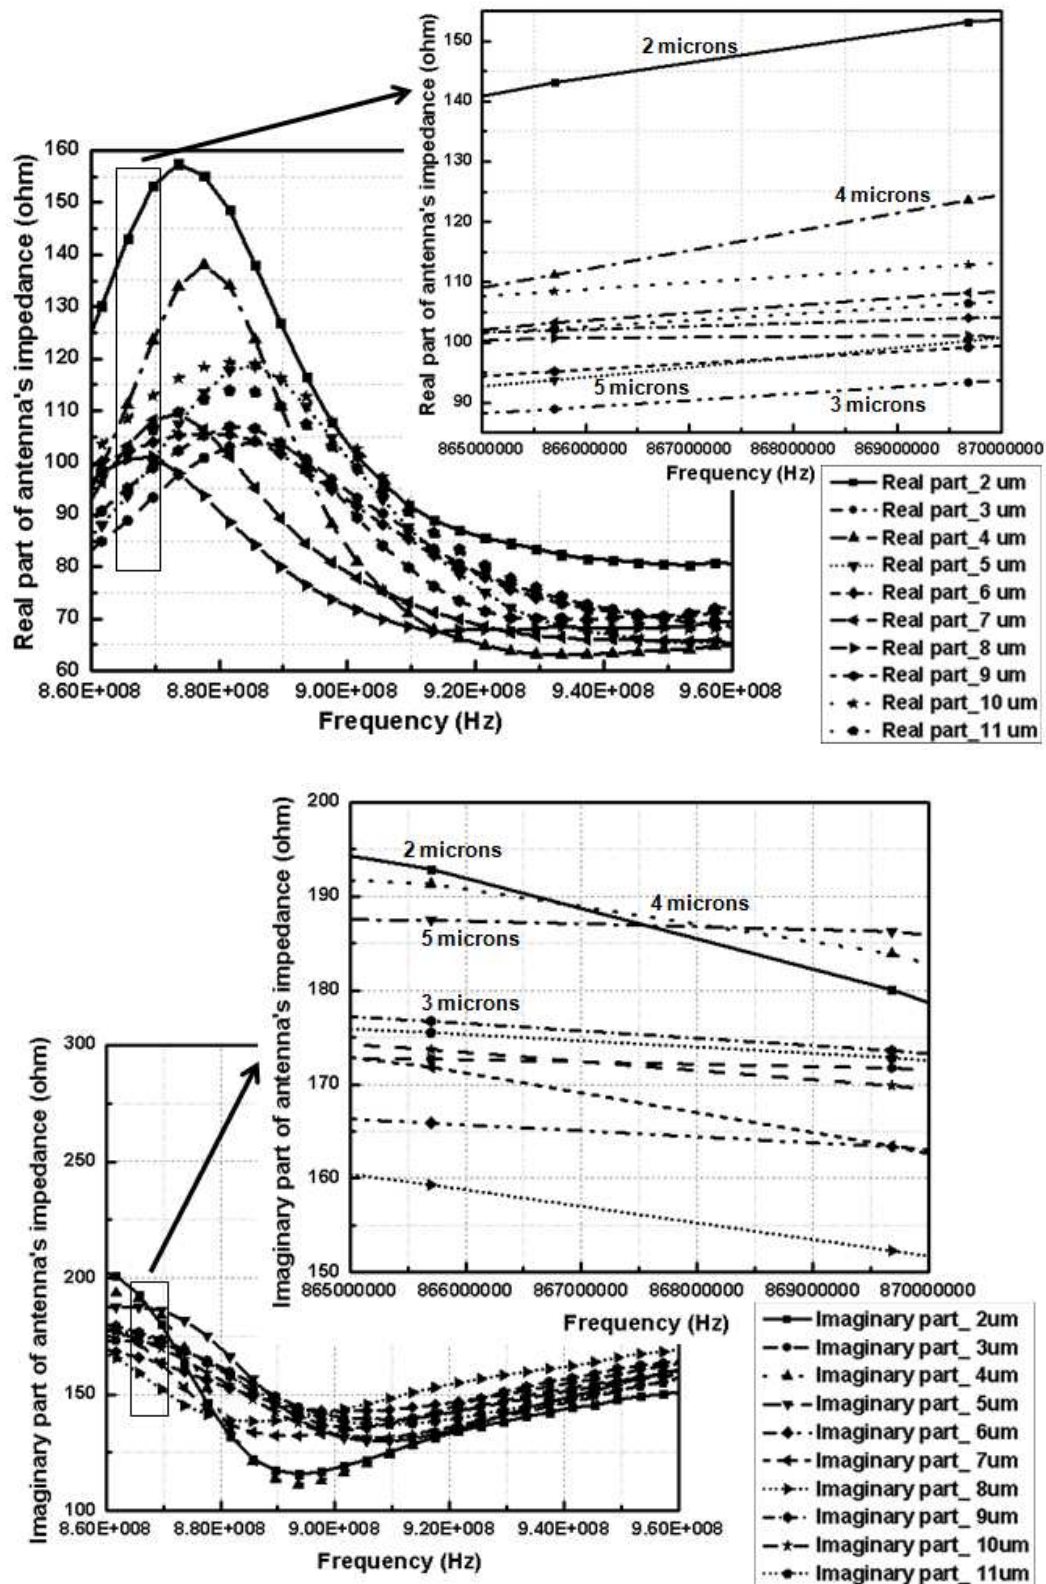 Real part of antenna's impedance (ohm)
150
140
130
120
110
100
90
2 microns
4 microns
5 microns
3 microns
865000000 866000000 867000000 868000000 869000000 870000000
Frequency (Hz)
Real part of antenna's impedance (ohm)
160
150
140
130
120
110
100
90
80
70
60
8.60E+008 8.80E+008 9.00E+008 9.20E+008 9.40E+008 9.60E+008
Frequency (Hz)
Real part_2 um
Real part_3 um
Real part_4 um
Real part_5 um
Real part_6 um
Real part_7 um
Real part_8 um
Real part_9 um
Real part_10 um
Real part_11 um
Imaginary part of antenna's impedance (ohm)
200
190
180
170
160
150
2 microns
4 microns
5 microns
3 microns
865000000 866000000 867000000 868000000 869000000 870000000
Frequency (Hz)
Imaginary part of antenna's impedance (ohm)
300
250
200
150
100
8.60E+008 8.80E+008 9.00E+008 9.20E+008 9.40E+008 9.60E+008
Frequency (Hz)
Imaginary part_ 2um
Imaginary part_ 3um
Imaginary part_ 4um
Imaginary part_ 5um
Imaginary part_ 6um
Imaginary part_ 7um
Imaginary part_ 8um
Imaginary part_ 9um
Imaginary part_ 10um
Imaginary part_ 11um